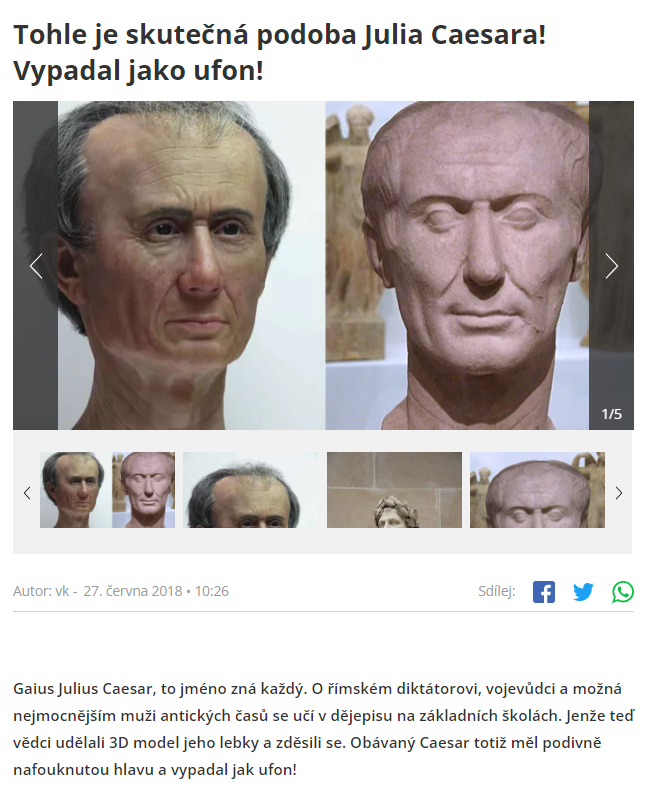 Tohle je skutečná podoba Julia Caesara!
Vypadal jako ufon!
1/5
Autor: vk - 27. června 2018 • 10:26
Sdílej:
Gaius Julius Caesar, to jméno zná každý. O římském diktátorovi, vojevůdci a možná
nejmocnějším muži antických časů se učí v dějepisu na základních školách. Jenže teď
vědci udělali 3D model jeho lebky a zděsili se. Obávaný Caesar totiž měl podivně
nafouknutou hlavu a vypadal jak ufon!